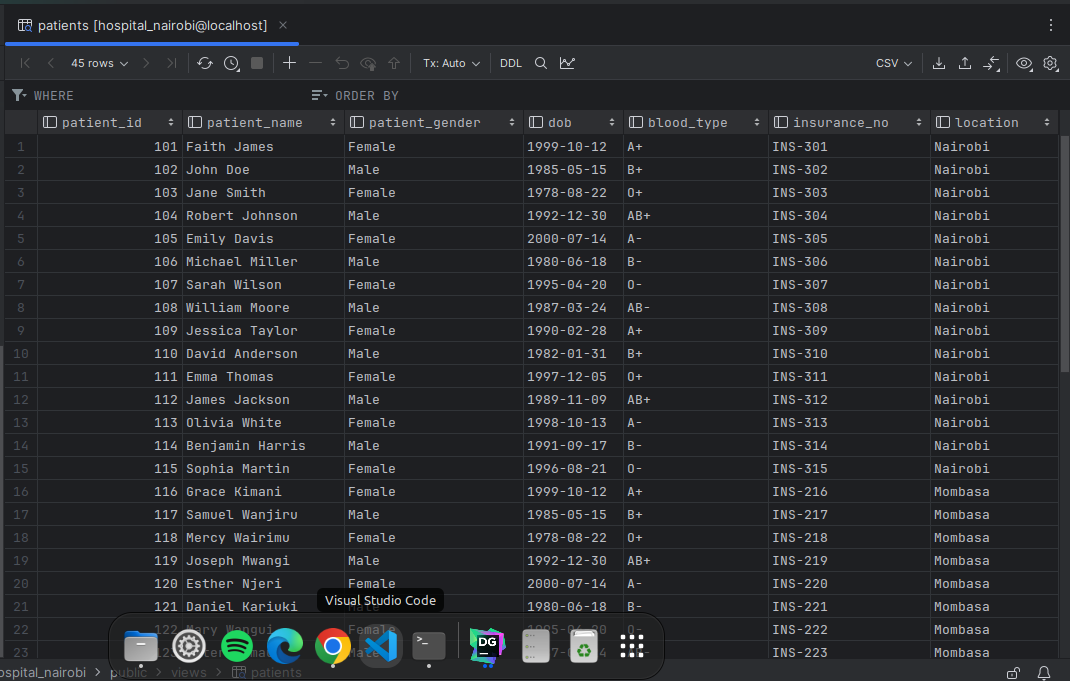 patients [hospital_nairobi@localhost]
45 rows Tx: Auto DDL CSV
WHERE ORDER BY
patient_id patient_name patient_gender dob blood_type insurance_no location
1 101 Faith James Female 1999-10-12 A+ INS-301 Nairobi
2 102 John Doe Male 1985-05-15 B+ INS-302 Nairobi
3 103 Jane Smith Female 1978-08-22 O+ INS-303 Nairobi
4 104 Robert Johnson Male 1992-12-30 AB+ INS-304 Nairobi
5 105 Emily Davis Female 2000-07-14 A- INS-305 Nairobi
6 106 Michael Miller Male 1980-06-18 B- INS-306 Nairobi
7 107 Sarah Wilson Female 1995-04-20 O- INS-307 Nairobi
8 108 William Moore Male 1987-03-24 AB- INS-308 Nairobi
9 109 Jessica Taylor Female 1990-02-28 A+ INS-309 Nairobi
10 110 David Anderson Male 1982-01-31 B+ INS-310 Nairobi
11 111 Emma Thomas Female 1997-12-05 O+ INS-311 Nairobi
12 112 James Jackson Male 1989-11-09 AB+ INS-312 Nairobi
13 113 Olivia White Female 1998-10-13 A- INS-313 Nairobi
14 114 Benjamin Harris Male 1991-09-17 B- INS-314 Nairobi
15 115 Sophia Martin Female 1996-08-21 O- INS-315 Nairobi
16 116 Grace Kimani Female 1999-10-12 A+ INS-216 Mombasa
17 117 Samuel Wanjiru Male 1985-05-15 B+ INS-217 Mombasa
18 118 Mercy Wairimu Female 1978-08-22 O+ INS-218 Mombasa
19 119 Joseph Mwangi Male 1992-12-30 AB+ INS-219 Mombasa
20 120 Esther Njeri Female 2000-07-14 A- INS-220 Mombasa
Visual Studio Code
21 121 Daniel Kariuki Male 1980-06-18 B- INS-221 Mombasa
22 122 Mary Wangui Female 1995-04-20 O- INS-222 Mombasa
23 INS-223 Mombasa
DG
ospital_nairobi public views patients